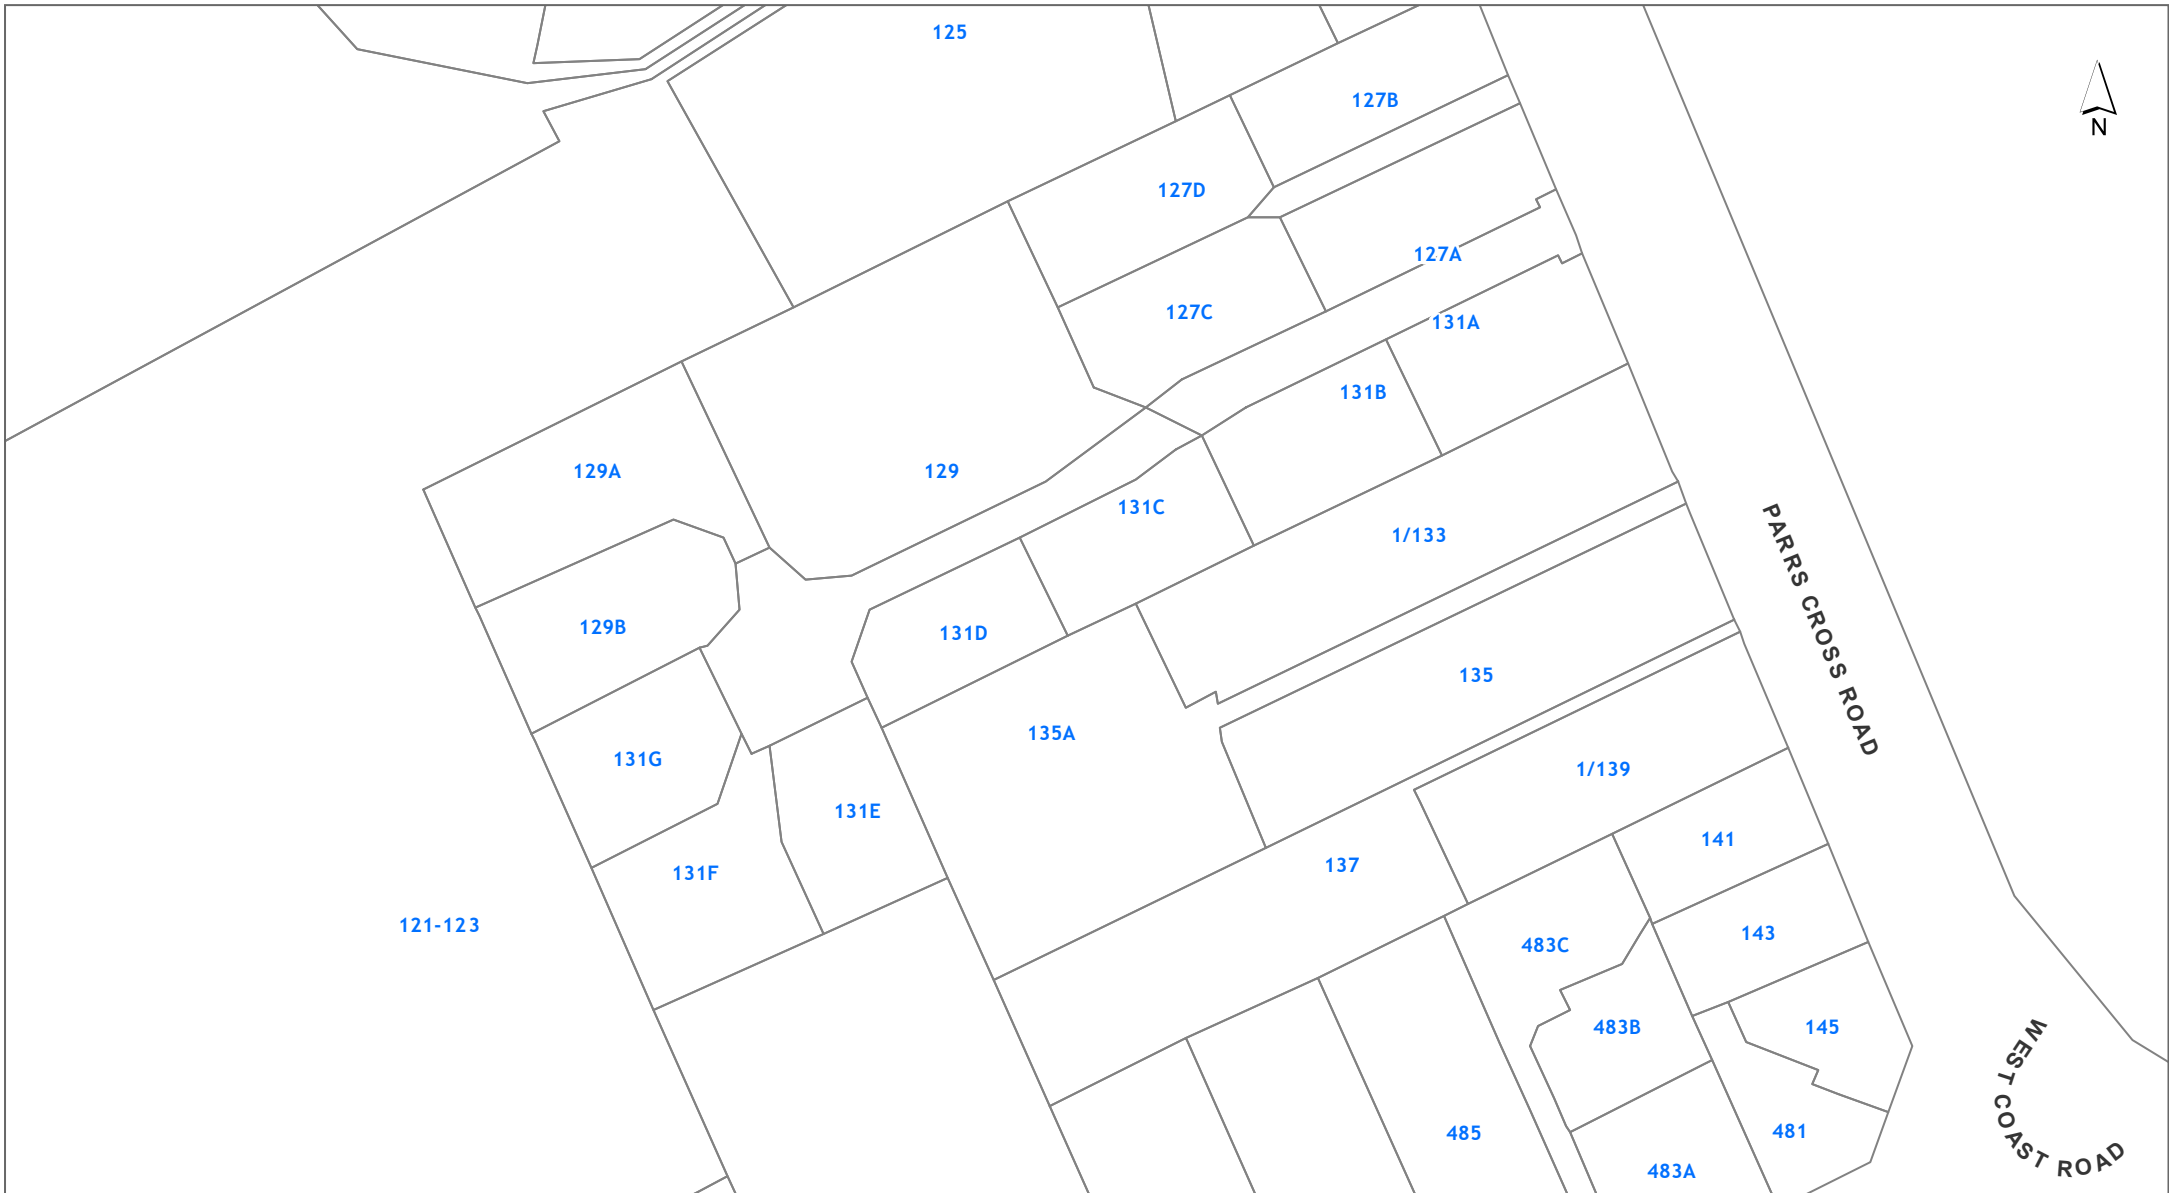 125
127B
N
127D
127A
127C
131A
131B
129A
129
131C
1/133
PARRS CROSS ROAD
129B
131D
135
135A
131G
1/139
131E
141
137
131F
121-123
143
483C
483B
145
WEST COAST ROAD
485
481
483A